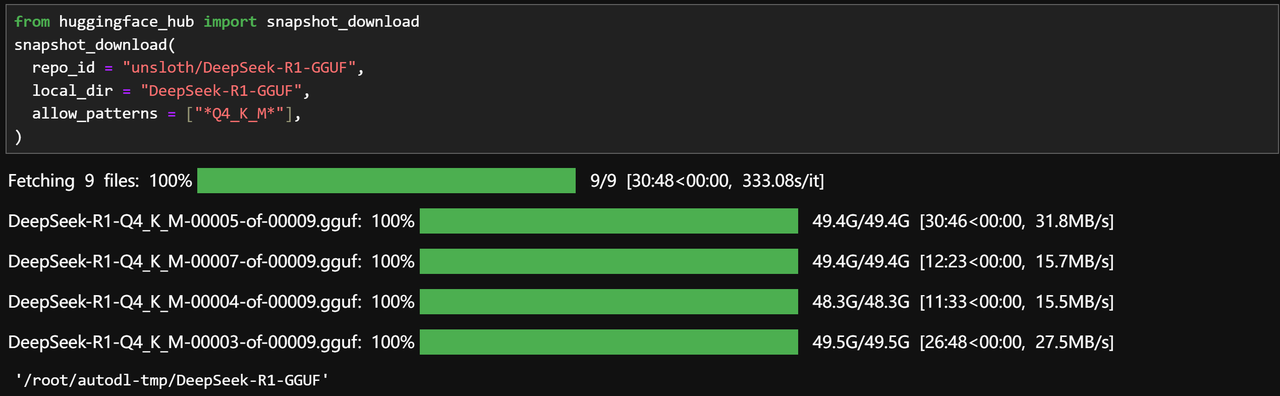 from huggingface_hub import snapshot_download
snapshot_download(
  repo_id = "unsloth/DeepSeek-R1-GGUF",
  local_dir = "DeepSeek-R1-GGUF",
  allow_patterns = ["*Q4_K_M*"],
)
Fetching 9 files: 100% 9/9 [30:48<00:00, 333.08s/it]
DeepSeek-R1-Q4_K_M-00005-of-00009.gguf: 100% 49.4G/49.4G [30:46<00:00, 31.8MB/s]
DeepSeek-R1-Q4_K_M-00007-of-00009.gguf: 100% 49.4G/49.4G [12:23<00:00, 15.7MB/s]
DeepSeek-R1-Q4_K_M-00004-of-00009.gguf: 100% 48.3G/48.3G [11:33<00:00, 15.5MB/s]
DeepSeek-R1-Q4_K_M-00003-of-00009.gguf: 100% 49.5G/49.5G [26:48<00:00, 27.5MB/s]
'/root/autodl-tmp/DeepSeek-R1-GGUF'